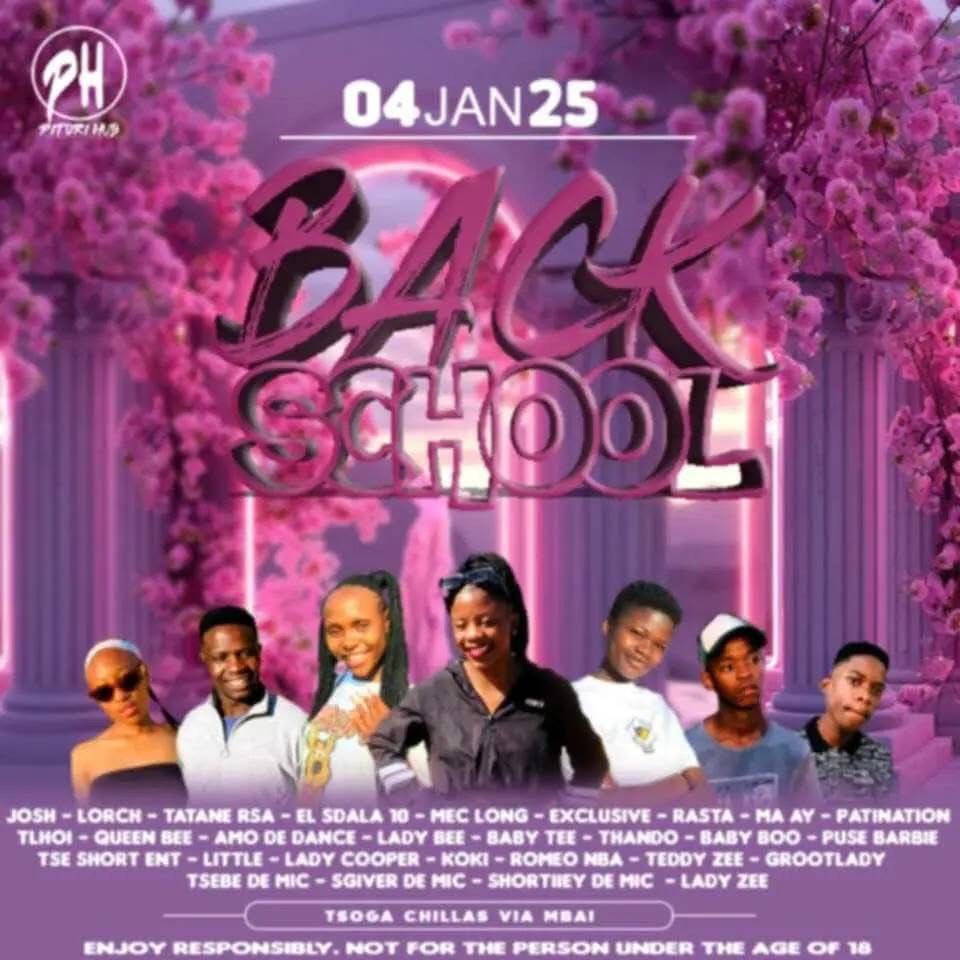 PH
PITORI HUB
04 JAN 25
BACK
SCHOOL
JOSH - LORCH - TATANE RSA - EL SDALA 10 - MEC LONG - EXCLUSIVE - RASTA - MA AY - PATINATION
TLHOI - QUEEN BEE - AMO DE DANCE - LADY BEE - BABY TEE - THANDO - BABY BOO - PUSE BARBIE
TSE SHORT ENT - LITTLE - LADY COOPER - KOKI - ROMEO NBA - TEDDY ZEE - GROOTLADY
TSEBE DE MIC - SGIVER DE MIC - SHORTIIEY DE MIC - LADY ZEE
TSOGA CHILLAS VIA MBAI
ENJOY RESPONSIBLY. NOT FOR THE PERSON UNDER THE AGE OF 18